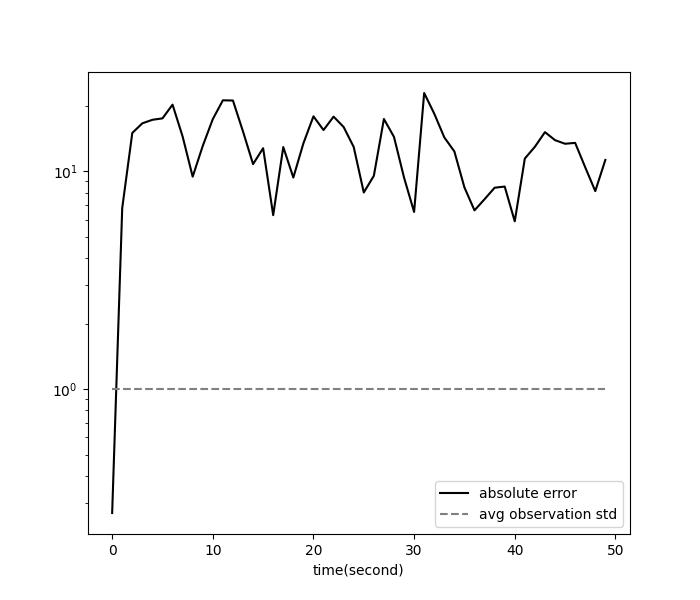 10¹
10⁰
absolute error
avg observation std
0 10 20 30 40 50
time(second)